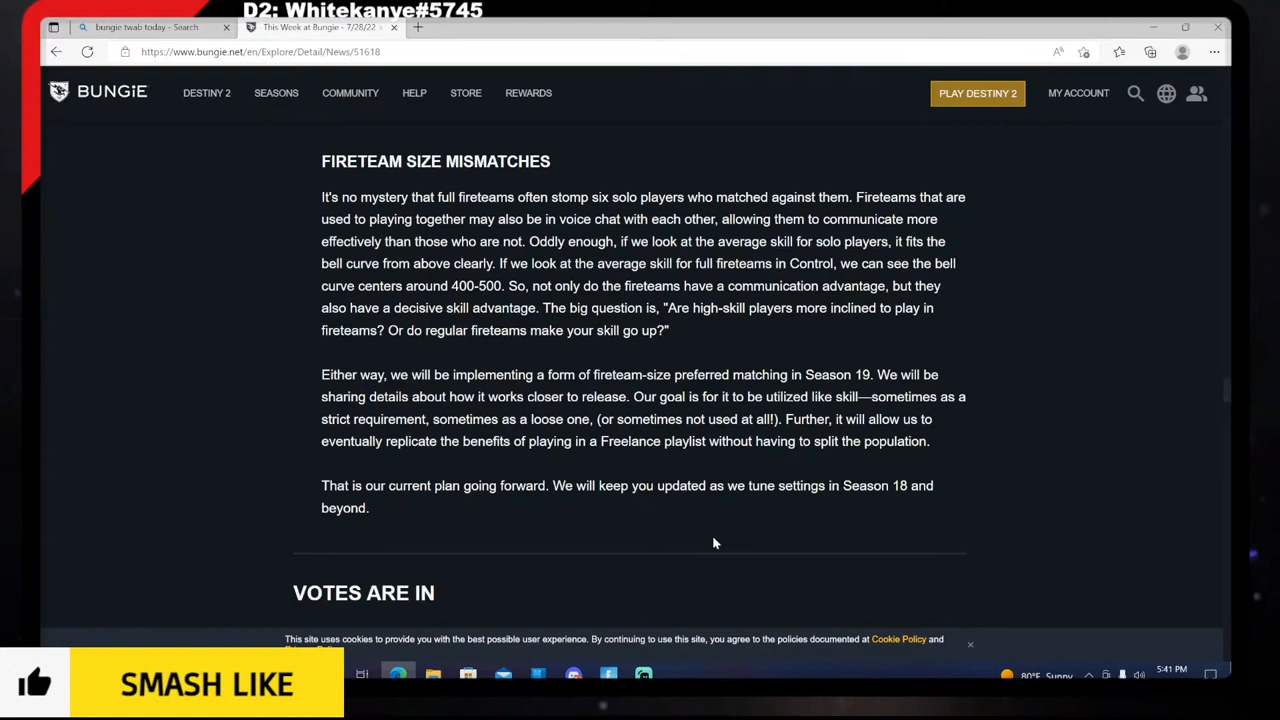 D2: Whitekanye#5745
bungie twab today - Search
This Week at Bungie - 7/28/22
https://www.bungie.net/en/Explore/Detail/News/51618
BUNGiE
DESTINY 2 SEASONS COMMUNITY HELP STORE REWARDS
PLAY DESTINY 2 MY ACCOUNT
FIRETEAM SIZE MISMATCHES
It's no mystery that full fireteams often stomp six solo players who matched against them. Fireteams that are
used to playing together may also be in voice chat with each other, allowing them to communicate more
effectively than those who are not. Oddly enough, if we look at the average skill for solo players, it fits the
bell curve from above clearly. If we look at the average skill for full fireteams in Control, we can see the bell
curve centers around 400-500. So, not only do the fireteams have a communication advantage, but they
also have a decisive skill advantage. The big question is, "Are high-skill players more inclined to play in
fireteams? Or do regular fireteams make your skill go up?"
Either way, we will be implementing a form of fireteam-size preferred matching in Season 19. We will be
sharing details about how it works closer to release. Our goal is for it to be utilized like skill—sometimes as a
strict requirement, sometimes as a loose one, (or sometimes not used at all!). Further, it will allow us to
eventually replicate the benefits of playing in a Freelance playlist without having to split the population.
That is our current plan going forward. We will keep you updated as we tune settings in Season 18 and
beyond.
VOTES ARE IN
This site uses cookies to provide you with the best possible user experience. By continuing to use this site, you agree to the policies documented at Cookie Policy and
80°F Sunny
5:41 PM
SMASH LIKE